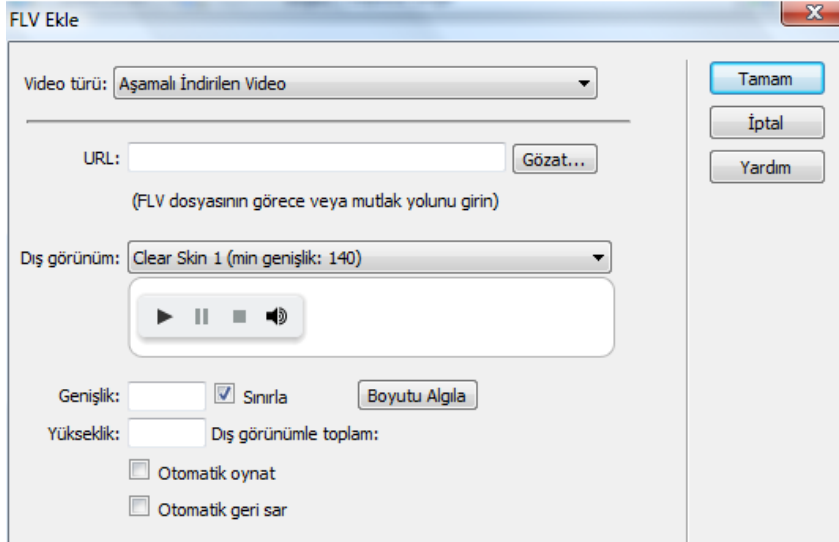 FLV Ekle
Video türü: Aşamalı İndirilen Video
Tamam
İptal
URL: Gözat...
Yardım
(FLV dosyasının görece veya mutlak yolunu girin)
Dış görünüm: Clear Skin 1 (min genişlik: 140)
Genişlik: Sınırla Boyutu Algıla
Yükseklik: Dış görünümle toplam:
Otomatik oynat
Otomatik geri sar